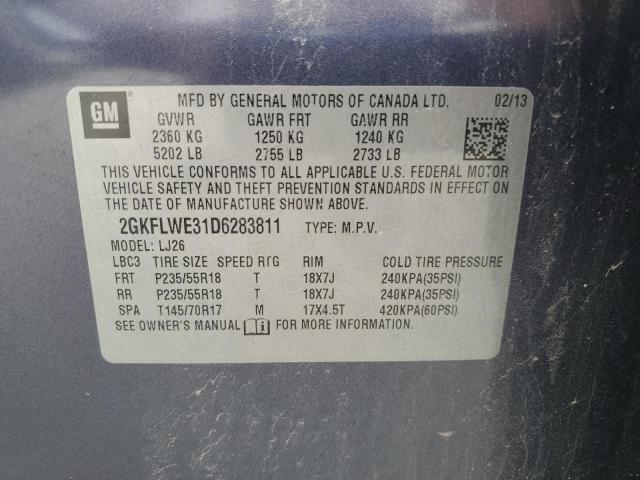 GM
MFD BY GENERAL MOTORS OF CANADA LTD. 02/13
GVWR GAWR FRT GAWR RR
2360 KG 1250 KG 1240 KG
5202 LB 2755 LB 2733 LB
THIS VEHICLE CONFORMS TO ALL APPLICABLE U.S. FEDERAL MOTOR
VEHICLE SAFETY AND THEFT PREVENTION STANDARDS IN EFFECT ON
THE DATE OF MANUFACTURE SHOWN ABOVE.
2GKFLWE31D6283811 TYPE: M.P.V.
MODEL: LJ26
LBC3 TIRE SIZE SPEED RTG RIM COLD TIRE PRESSURE
FRT P235/55R18 T 18X7J 240KPA(35PSI)
RR P235/55R18 T 18X7J 240KPA(35PSI)
SPA T145/70R17 M 17X4.5T 420KPA(60PSI)
SEE OWNER'S MANUAL FOR MORE INFORMATION.